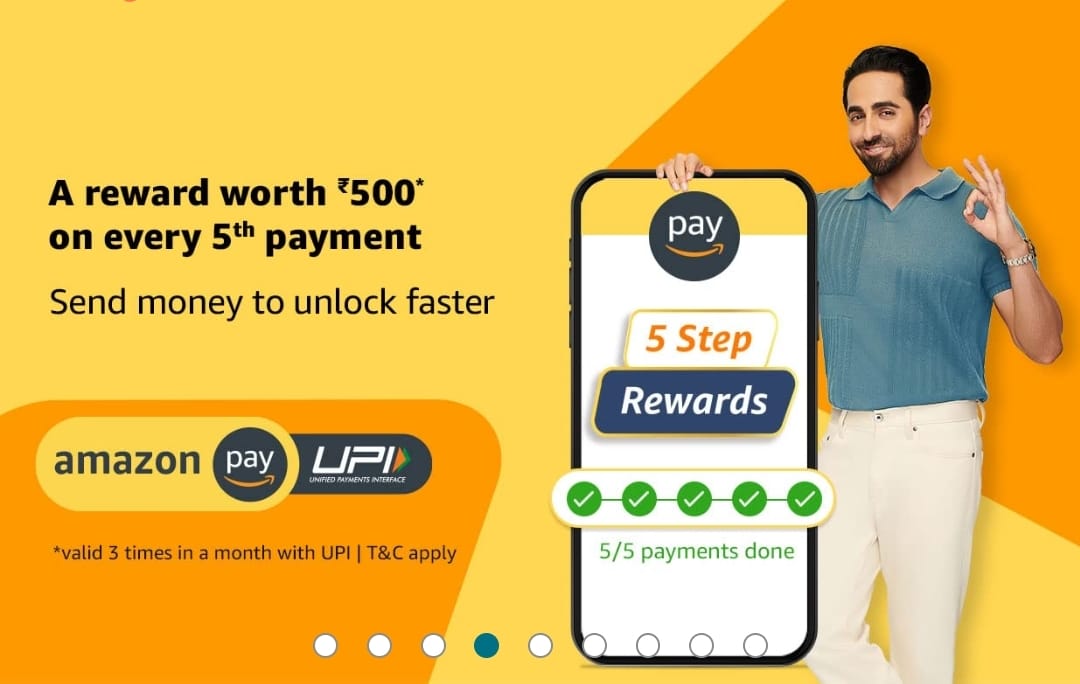 A reward worth ₹500*
on every 5th payment
Send money to unlock faster
amazon pay UPI
UNIFIED PAYMENTS INTERFACE
*valid 3 times in a month with UPI | T&C apply
pay
5 Step
Rewards
5/5 payments done